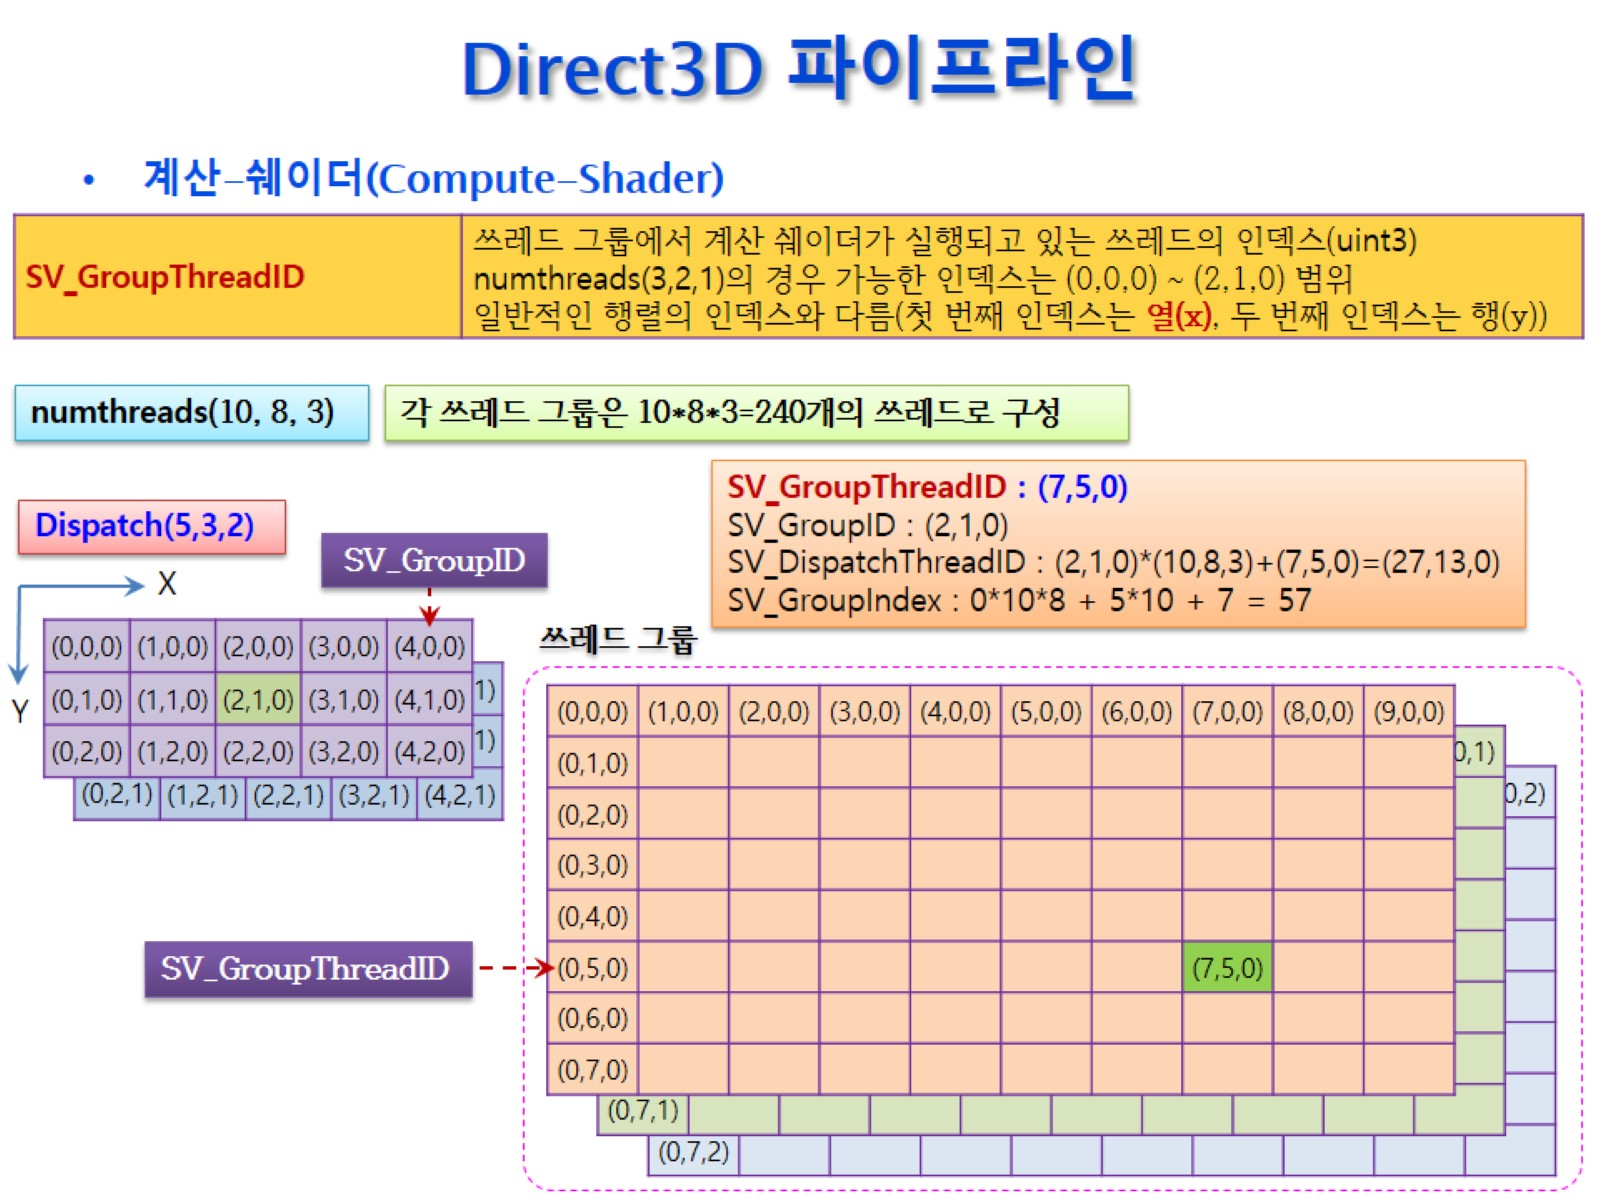 Direct3D 파이프라인
• 계산-쉐이더(Compute-Shader)
SV_GroupThreadID
쓰레드 그룹에서 계산 쉐이더가 실행되고 있는 쓰레드의 인덱스(uint3)
numthreads(3,2,1)의 경우 가능한 인덱스는 (0,0,0) ~ (2,1,0) 범위
일반적인 행렬의 인덱스와 다름(첫 번째 인덱스는 열(x), 두 번째 인덱스는 행(y))
numthreads(10, 8, 3)
각 쓰레드 그룹은 10*8*3=240개의 쓰레드로 구성
SV_GroupThreadID : (7,5,0)
SV_GroupID : (2,1,0)
SV_DispatchThreadID : (2,1,0)*(10,8,3)+(7,5,0)=(27,13,0)
SV_GroupIndex : 0*10*8 + 5*10 + 7 = 57
Dispatch(5,3,2)
SV_GroupID
X
Y
(0,0,0) (1,0,0) (2,0,0) (3,0,0) (4,0,0)
(0,1,0) (1,1,0) (2,1,0) (3,1,0) (4,1,0) 1)
(0,2,0) (1,2,0) (2,2,0) (3,2,0) (4,2,0) 1)
(0,2,1) (1,2,1) (2,2,1) (3,2,1) (4,2,1)
쓰레드 그룹
(0,0,0) (1,0,0) (2,0,0) (3,0,0) (4,0,0) (5,0,0) (6,0,0) (7,0,0) (8,0,0) (9,0,0)
0,1)
(0,1,0)
0,2)
(0,2,0)
(0,3,0)
(0,4,0)
SV_GroupThreadID
(0,5,0) (7,5,0)
(0,6,0)
(0,7,0)
(0,7,1)
(0,7,2)